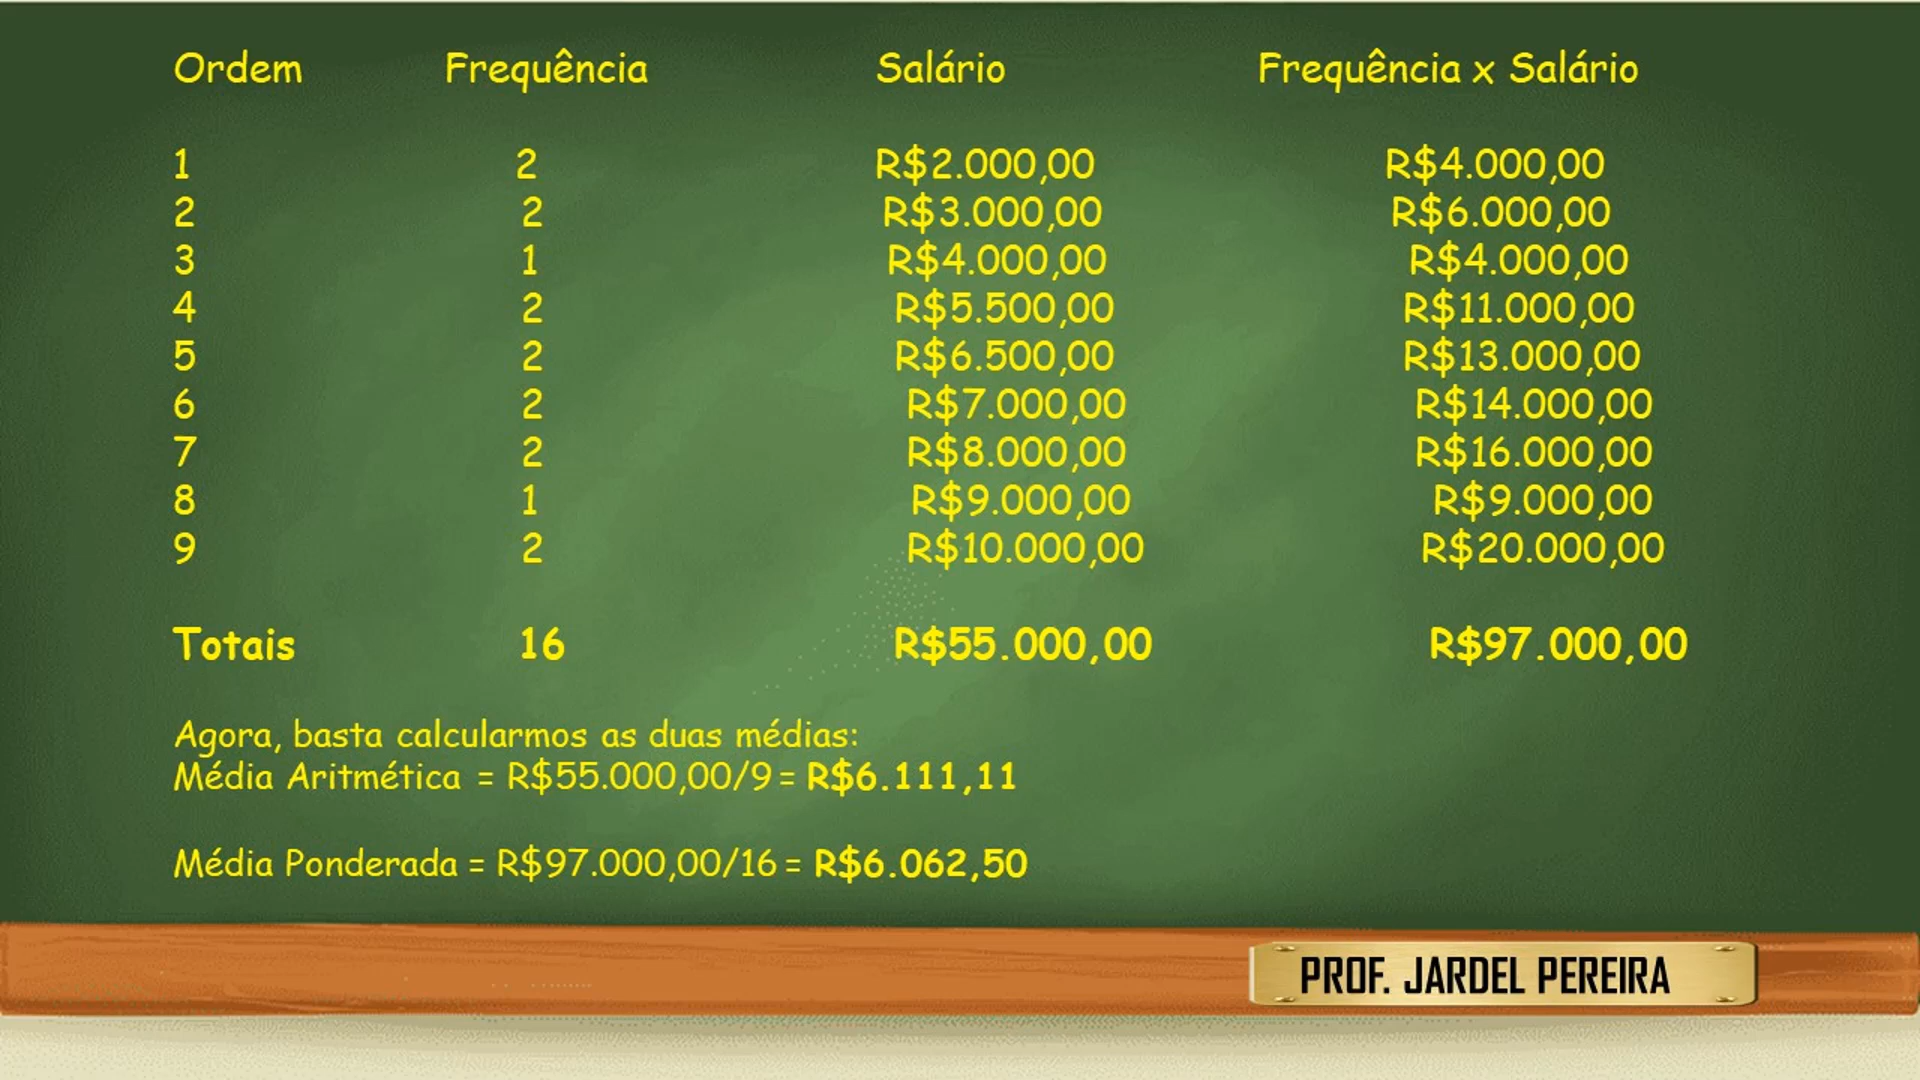 Ordem Frequência Salário Frequência x Salário
1 2 R$2.000,00 R$4.000,00
2 2 R$3.000,00 R$6.000,00
3 1 R$4.000,00 R$4.000,00
4 2 R$5.500,00 R$11.000,00
5 2 R$6.500,00 R$13.000,00
6 2 R$7.000,00 R$14.000,00
7 2 R$8.000,00 R$16.000,00
8 1 R$9.000,00 R$9.000,00
9 2 R$10.000,00 R$20.000,00
Totais 16 R$55.000,00 R$97.000,00
Agora, basta calcularmos as duas médias:
Média Aritmética = R$55.000,00/9 = R$6.111,11
Média Ponderada = R$97.000,00/16 = R$6.062,50
PROF. JARDEL PEREIRA